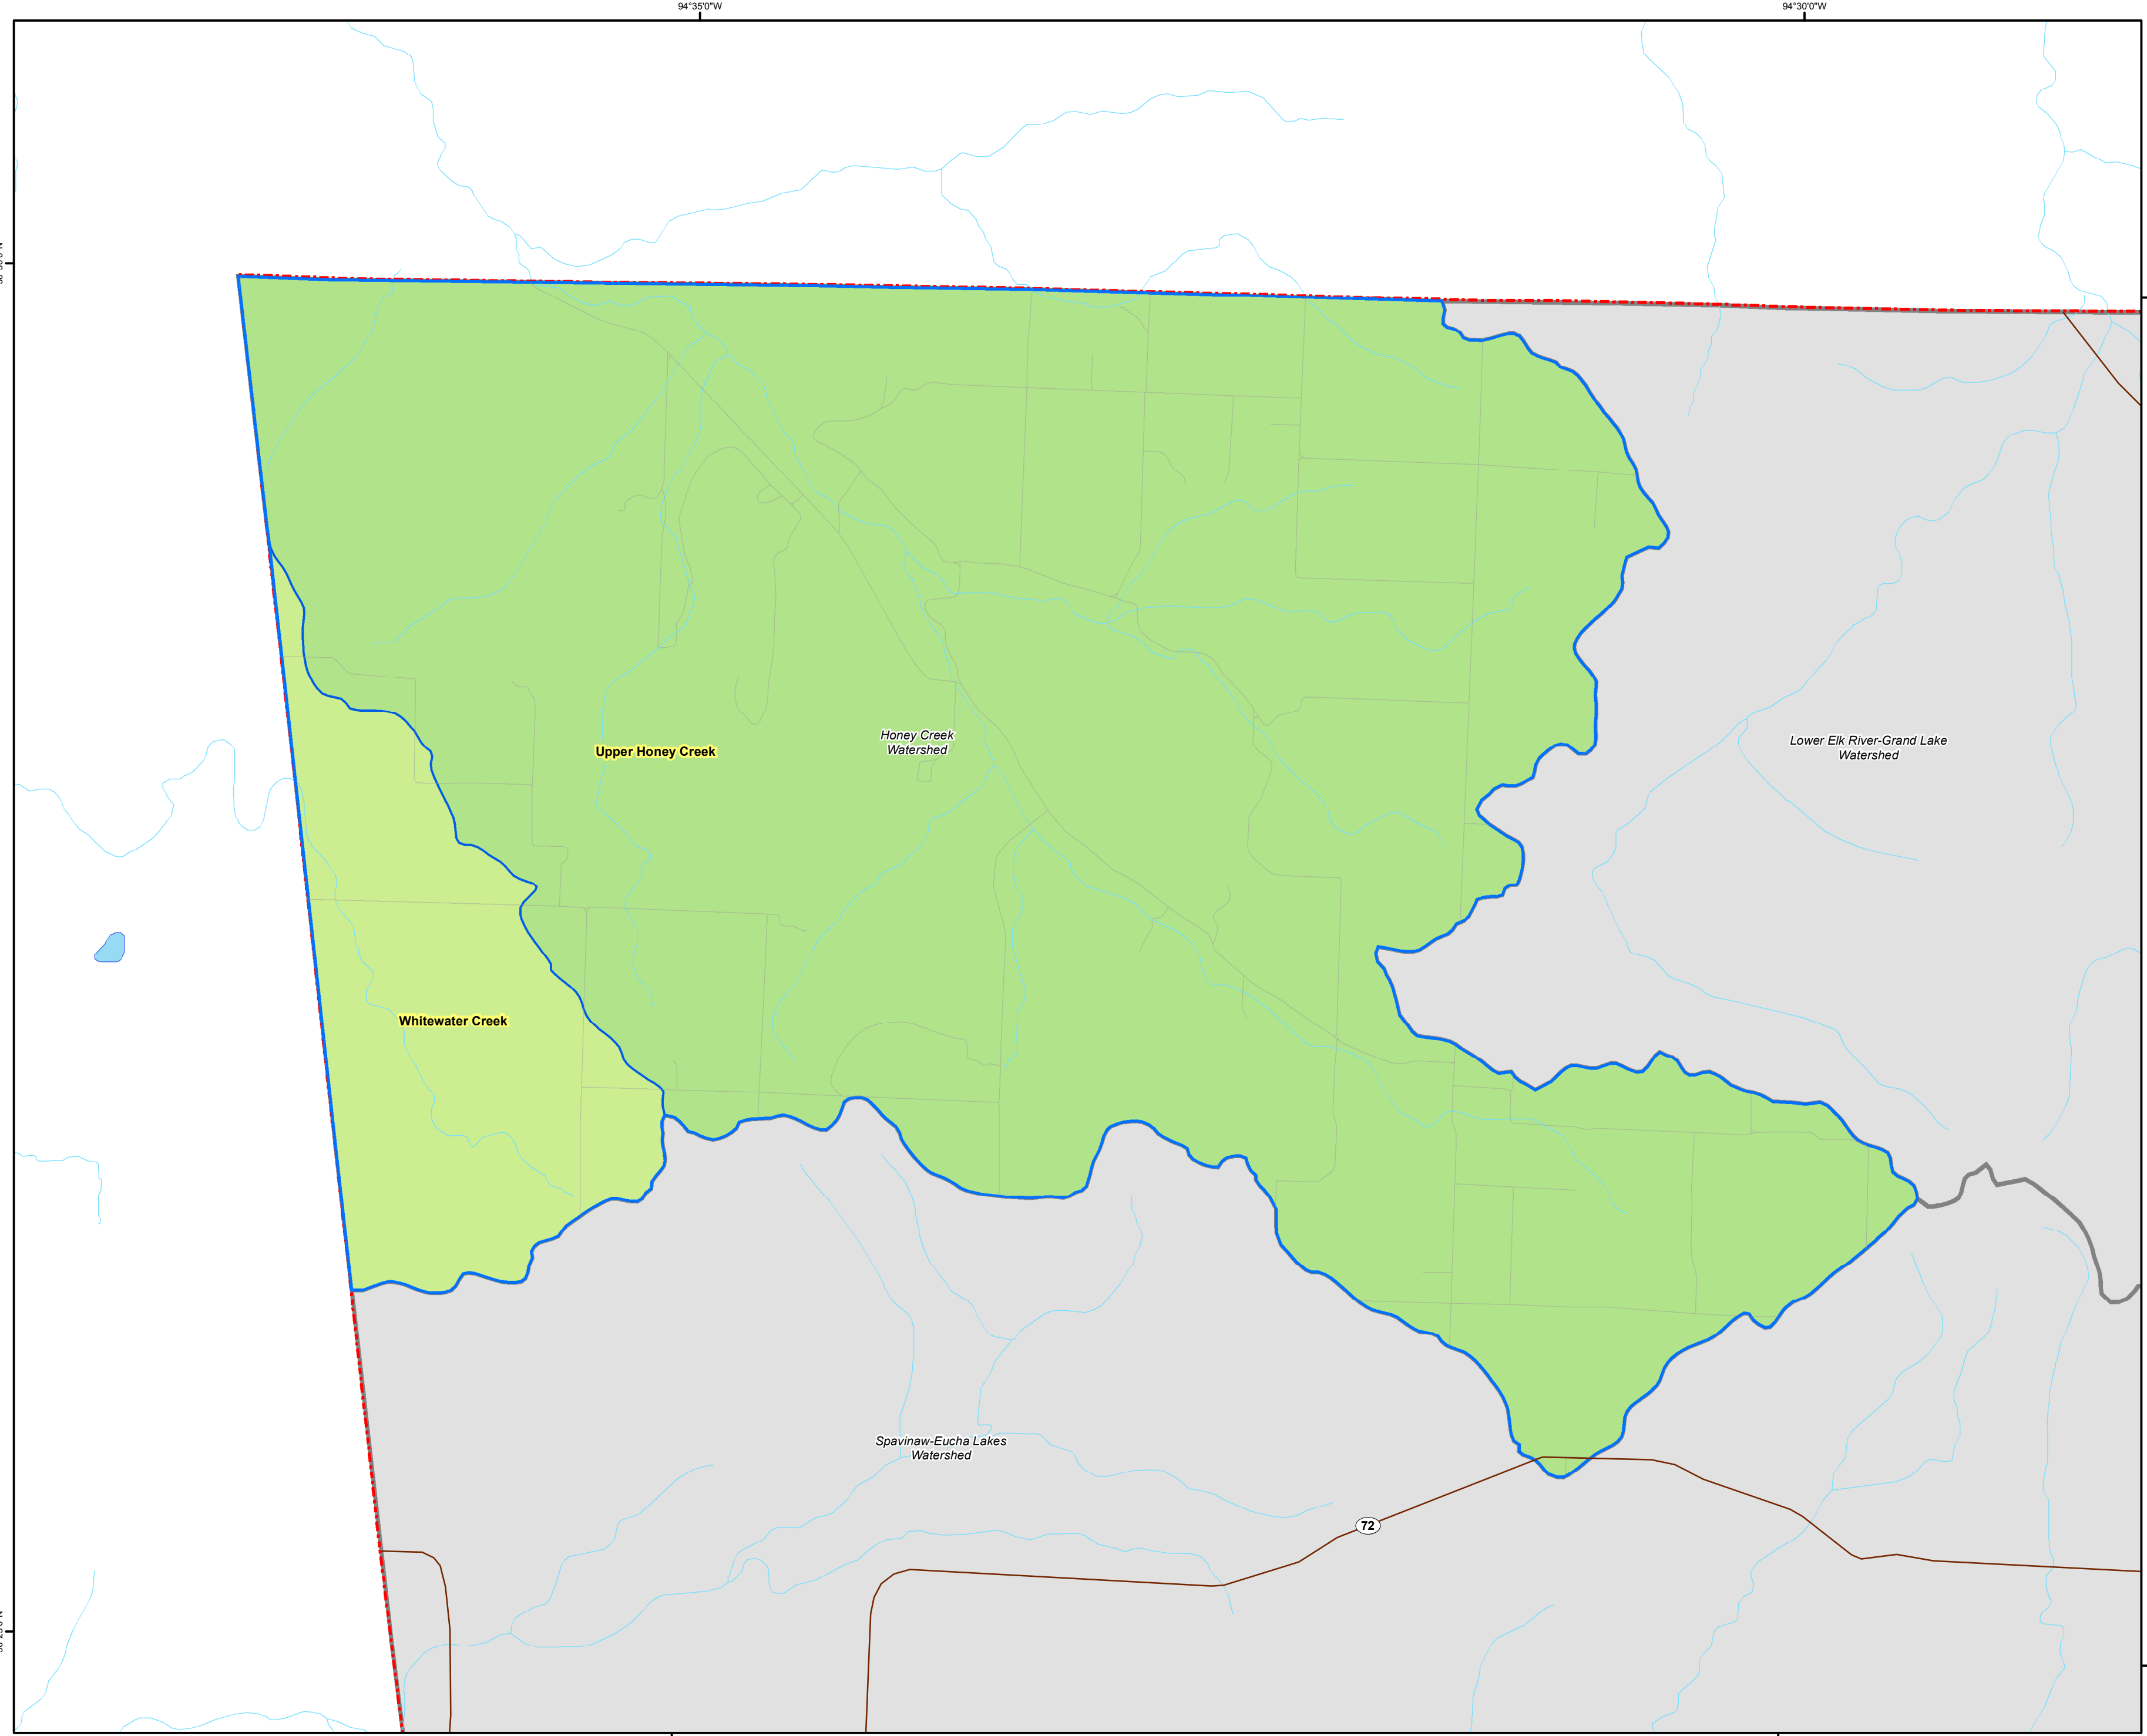 94°35'0"W
94°30'0"W
Honey Creek
Watershed
Upper Honey Creek
Lower Elk River-Grand Lake
Watershed
Whitewater Creek
Spavinaw-Eucha Lakes
Watershed
72